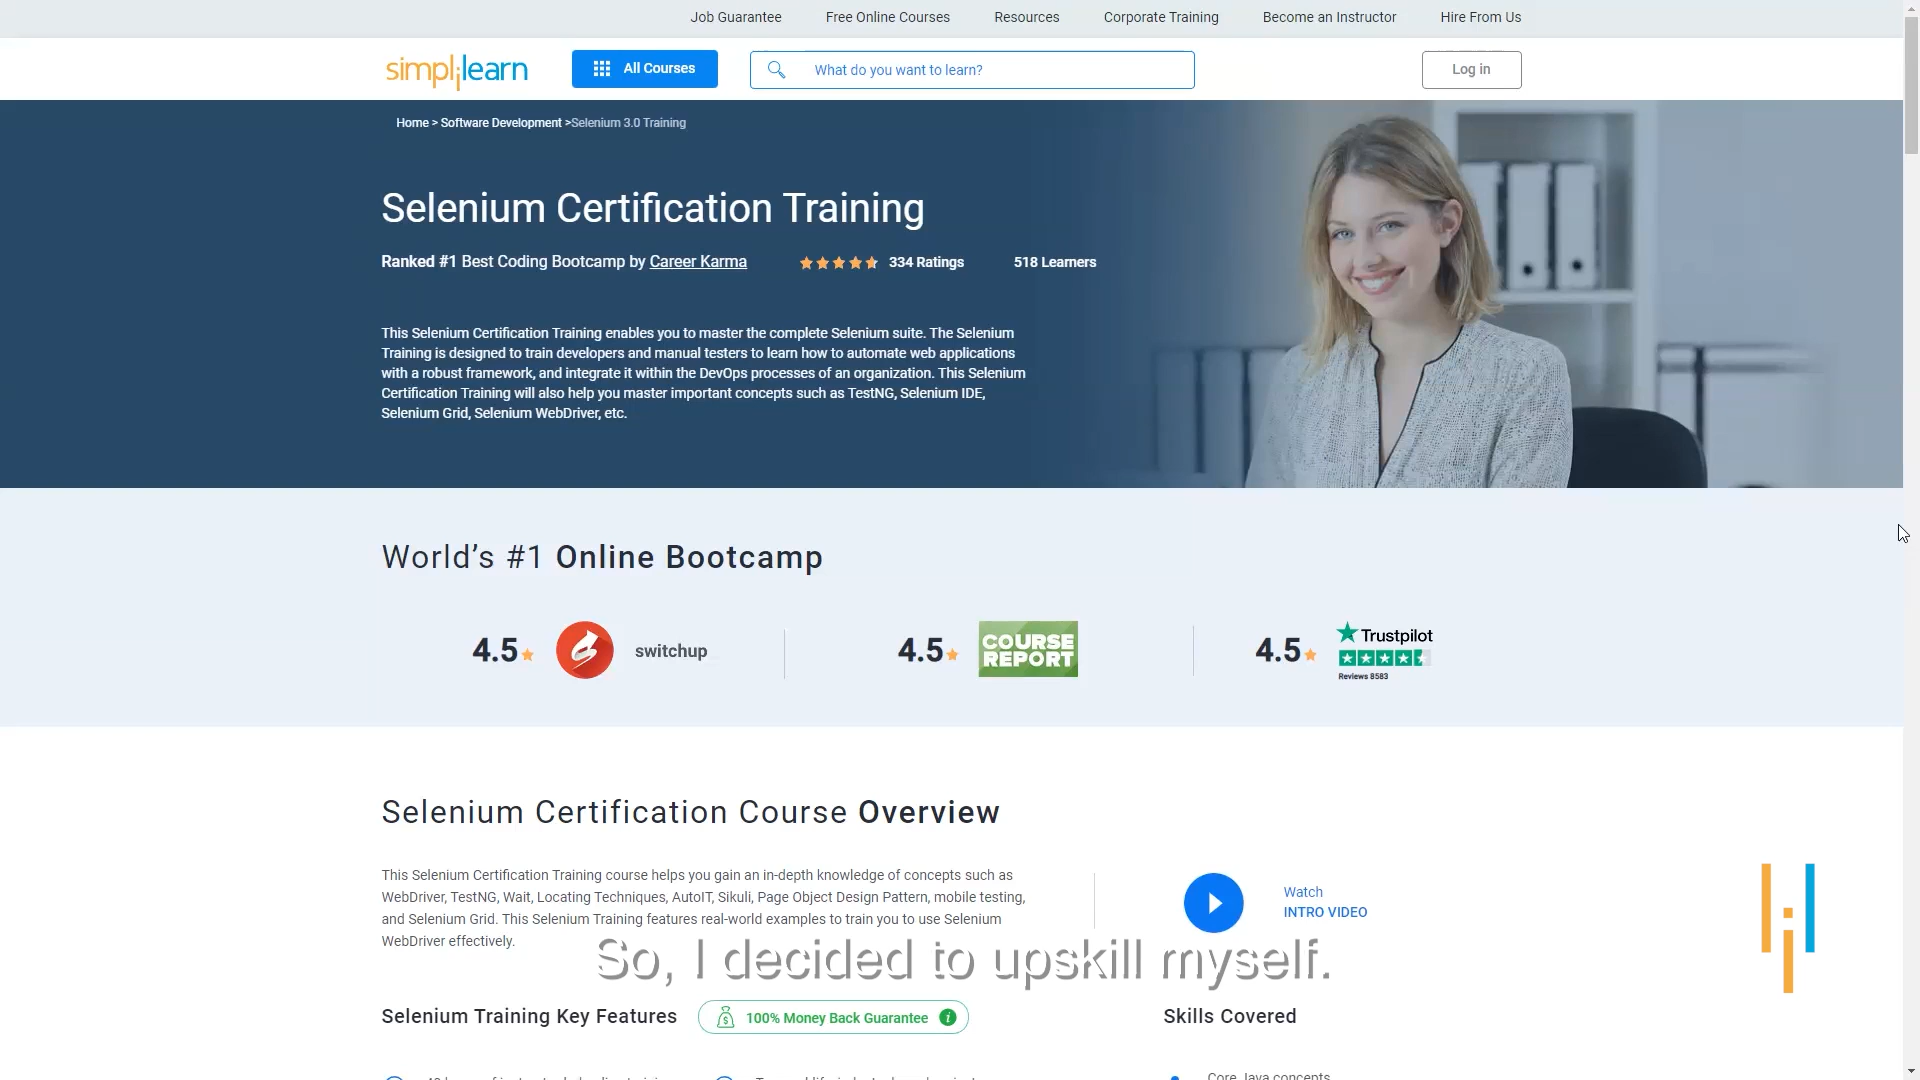 Job Guarantee Free Online Courses Resources Corporate Training Become an Instructor Hire From Us
simplilearn All Courses What do you want to learn? Log in
Home > Software Development >Selenium 3.0 Training
Selenium Certification Training
Ranked #1 Best Coding Bootcamp by Career Karma 334 Ratings 518 Learners
This Selenium Certification Training enables you to master the complete Selenium suite. The Selenium
Training is designed to train developers and manual testers to learn how to automate web applications
with a robust framework, and integrate it within the DevOps processes of an organization. This Selenium
Certification Training will also help you master important concepts such as TestNG, Selenium IDE,
Selenium Grid, Selenium WebDriver, etc.
World's #1 Online Bootcamp
4.5 switchup
4.5 COURSE REPORT
4.5 Trustpilot
Reviews 8583
Selenium Certification Course Overview
This Selenium Certification Training course helps you gain an in-depth knowledge of concepts such as
WebDriver, TestNG, Wait, Locating Techniques, AutoIT, Sikuli, Page Object Design Pattern, mobile testing,
and Selenium Grid. This Selenium Training features real-world examples to train you to use Selenium
WebDriver effectively.
Watch
INTRO VIDEO
So, I decided to upskill myself.
Selenium Training Key Features 100% Money Back Guarantee Skills Covered
Core Java concepts